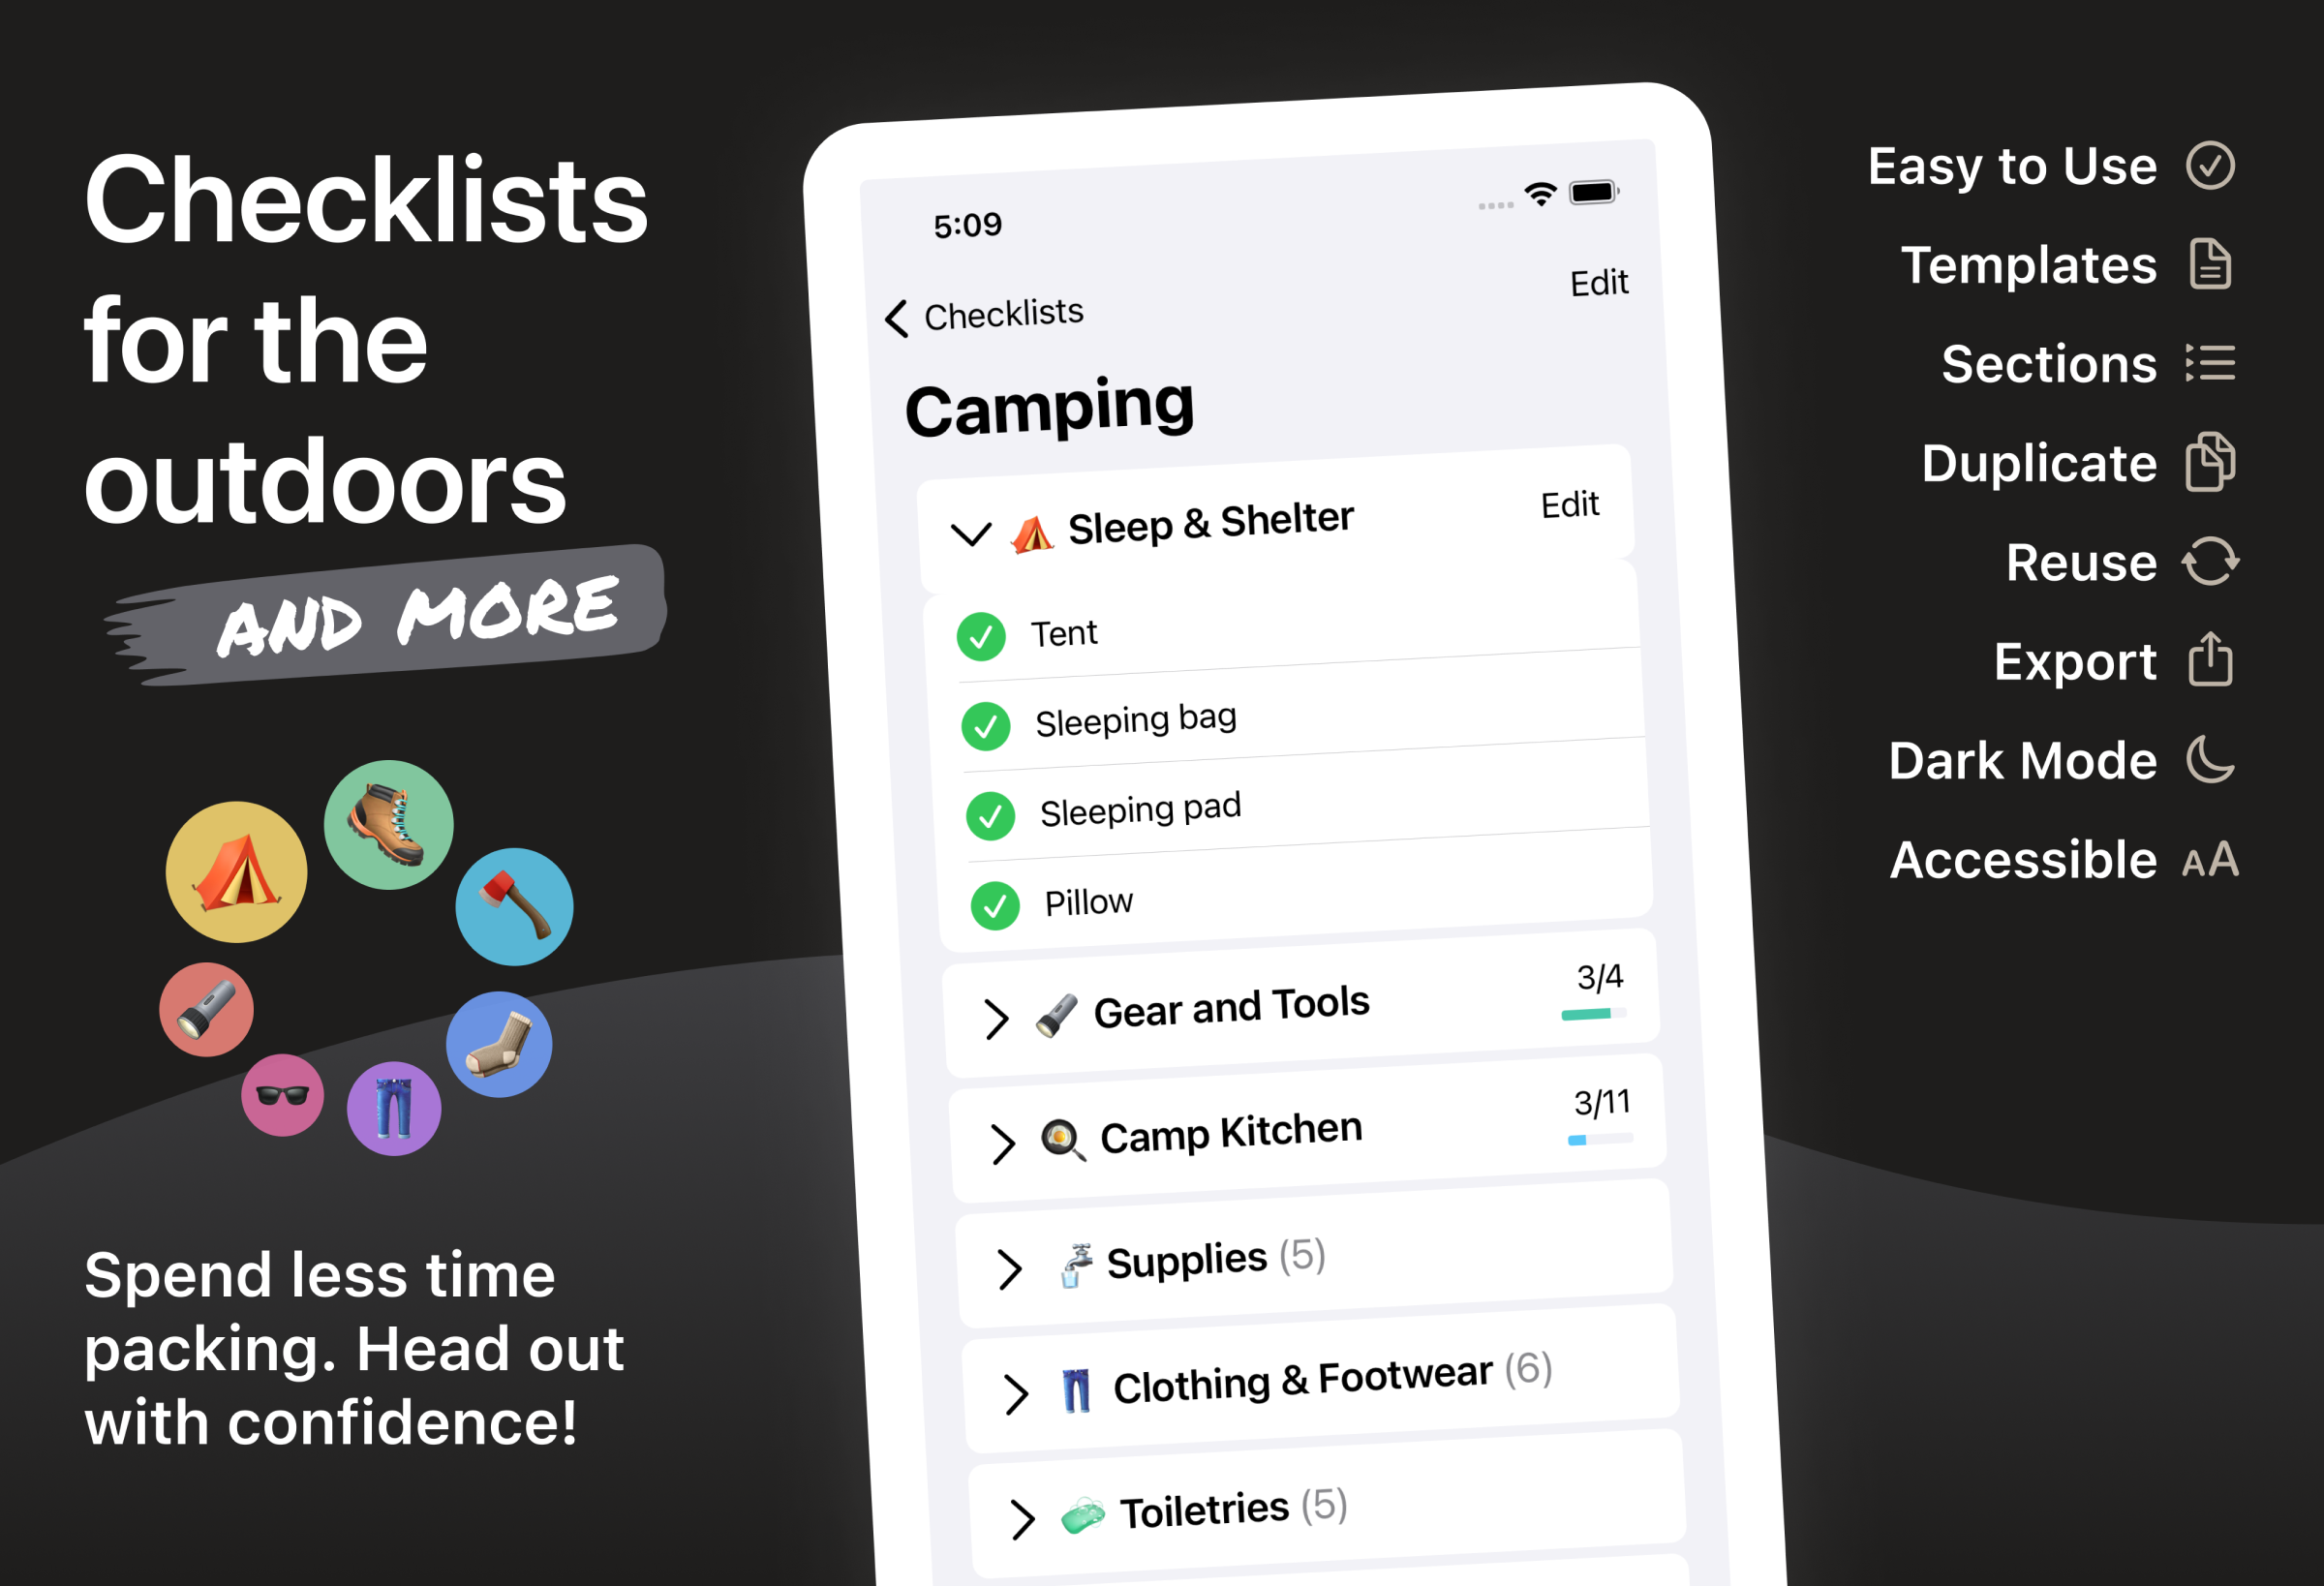 Checklists
for the
outdoors
AND MORE
Spend less time
packing. Head out
with confidence!
5:09
Checklists
Edit
Camping
Sleep & Shelter
Edit
Tent
Sleeping bag
Sleeping pad
Pillow
Gear and Tools
3/4
Camp Kitchen
3/11
Supplies (5)
Clothing & Footwear (6)
Toiletries (5)
Easy to Use
Templates
Sections
Duplicate
Reuse
Export
Dark Mode
Accessible AA